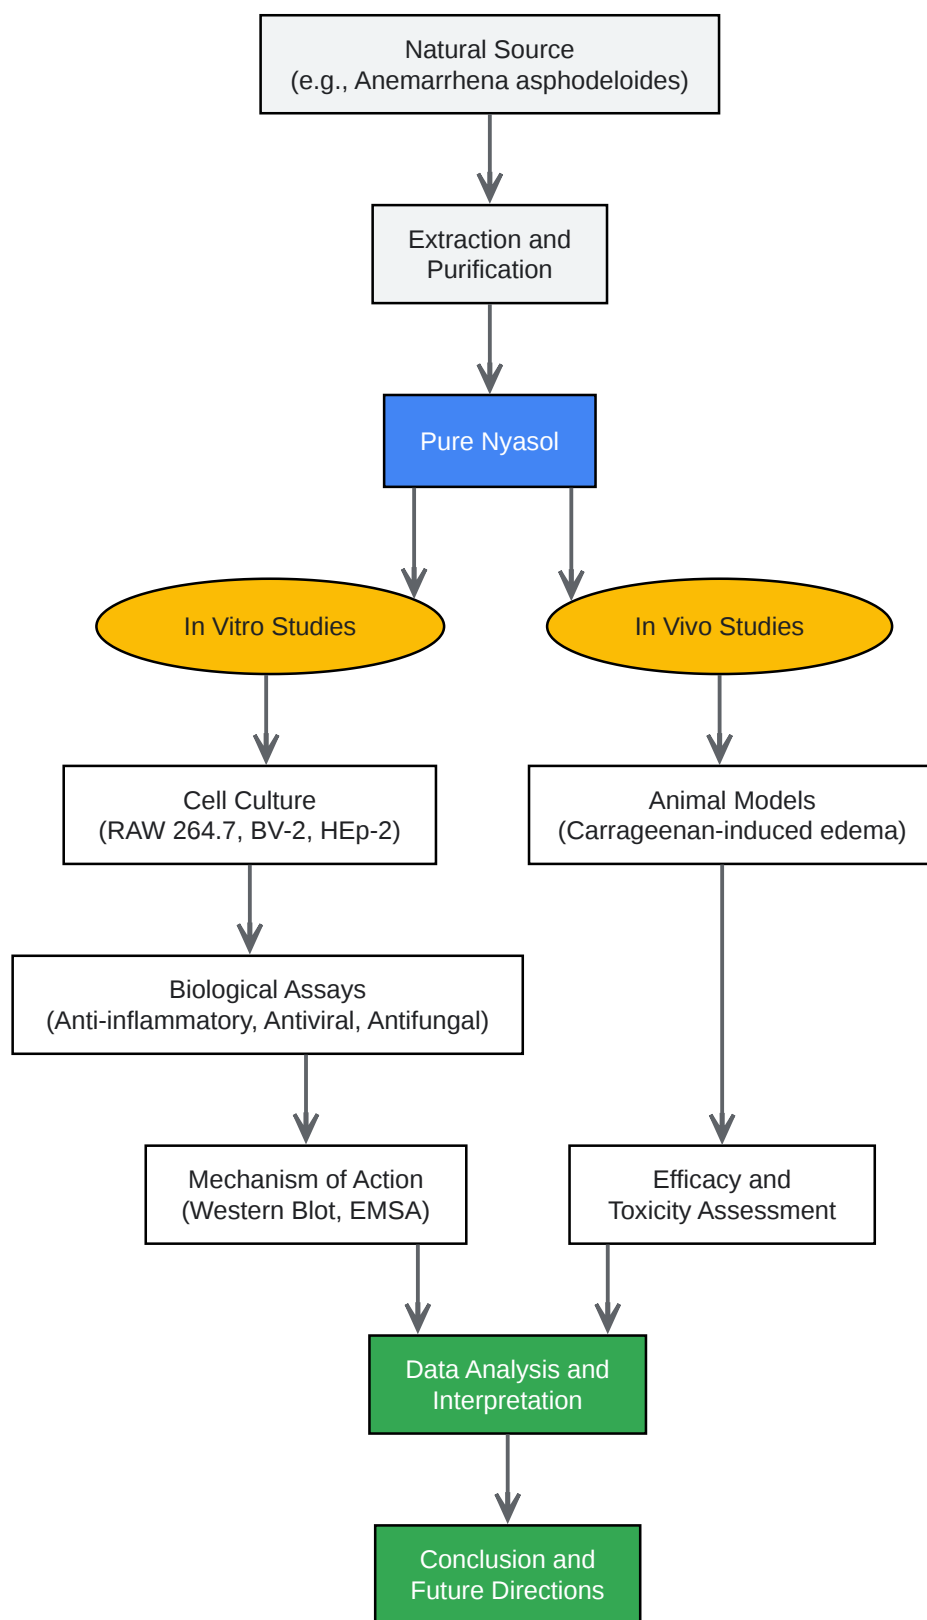 Natural Source
(e.g., Anemarrhena asphodeloides)
Extraction and
Purification
Pure Nyasol
In Vitro Studies
In Vivo Studies
Cell Culture
(RAW 264.7, BV-2, HEp-2)
Animal Models
(Carrageenan-induced edema)
Biological Assays
(Anti-inflammatory, Antiviral, Antifungal)
Mechanism of Action
(Western Blot, EMSA)
Efficacy and
Toxicity Assessment
Data Analysis and
Interpretation
Conclusion and
Future Directions